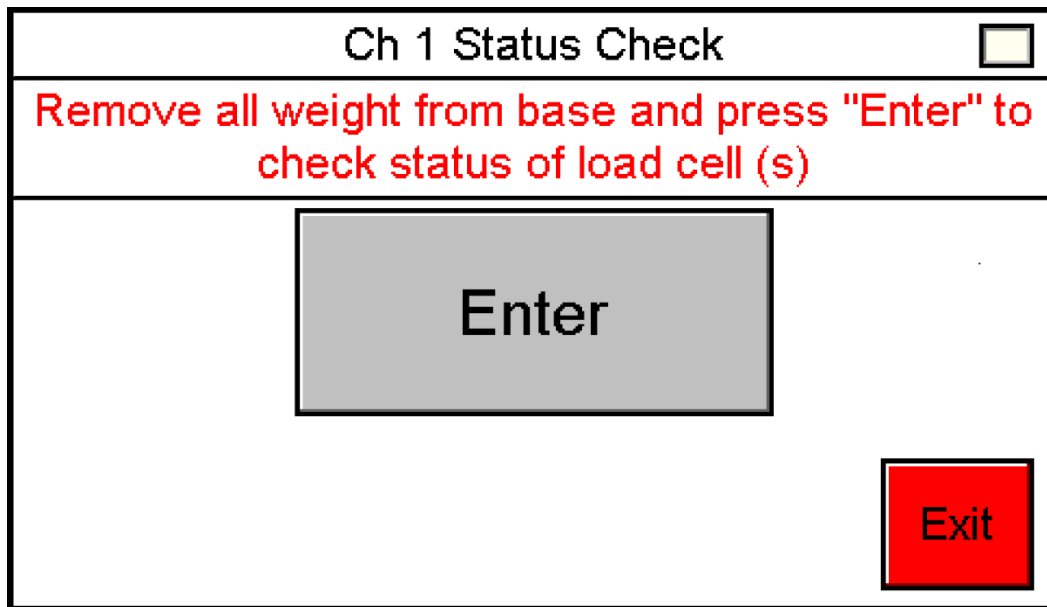 Ch 1 Status Check
Remove all weight from base and press "Enter" to
check status of load cell (s)
Enter
Exit